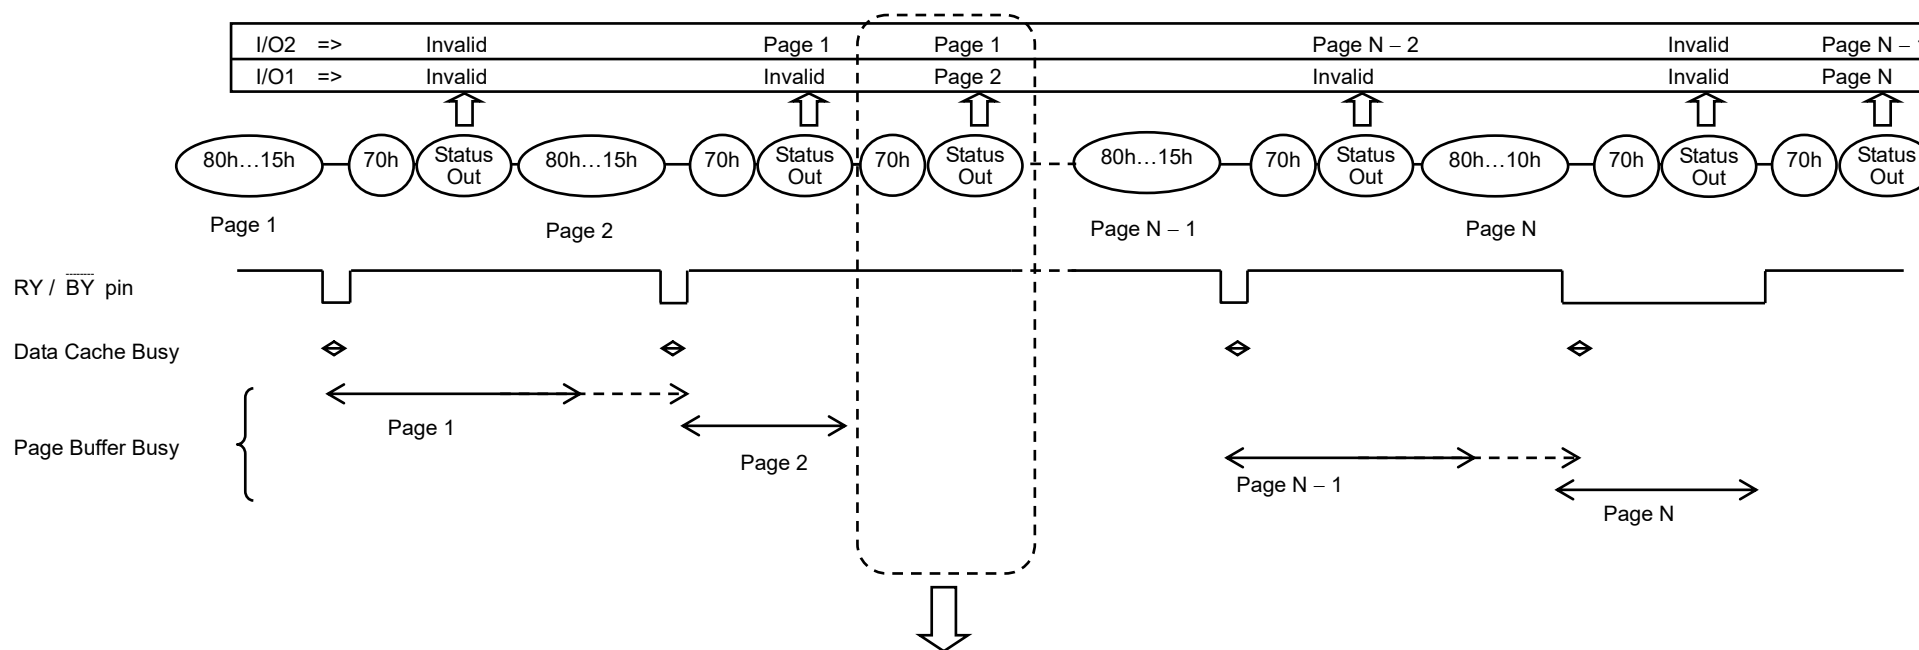 I/O2 => Invalid Page 1 Page 1 Page N – 2 Invalid Page N –
I/O1 => Invalid Invalid Page 2 Invalid Invalid Page N
80h…15h 70h Status Out 80h…15h 70h Status Out 70h Status Out 80h…15h 70h Status Out 80h…10h 70h Status Out 70h Status Out
Page 1 Page 2 Page N – 1 Page N
RY / BY pin
Data Cache Busy
Page Buffer Busy
Page 1
Page 2
Page N – 1
Page N